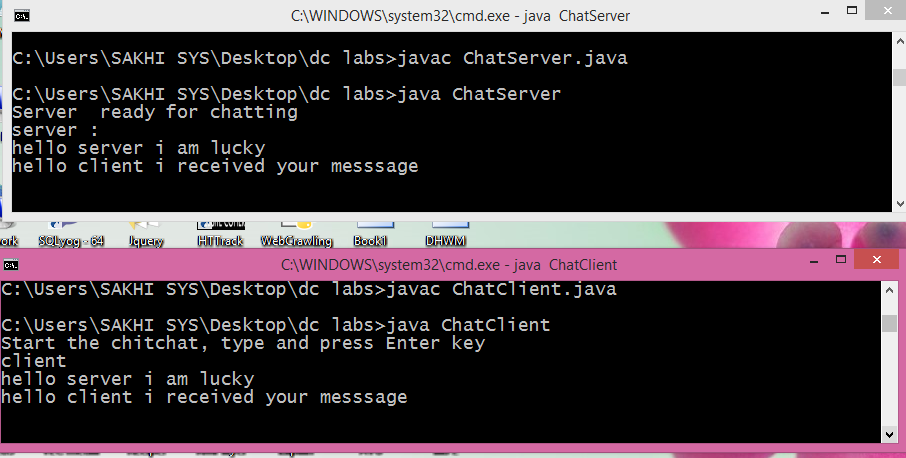 C:\WINDOWS\system32\cmd.exe - java  ChatServer
C:\Users\SAKHI SYS\Desktop\dc labs>javac ChatServer.java
C:\Users\SAKHI SYS\Desktop\dc labs>java ChatServer
Server  ready for chatting
server :
hello server i am lucky
hello client i received your messsage
ork SQLyog - 64 Jquery HTTrack WebCrawling Book1 DHWM
C:\WINDOWS\system32\cmd.exe - java  ChatClient
C:\Users\SAKHI SYS\Desktop\dc labs>javac ChatClient.java
C:\Users\SAKHI SYS\Desktop\dc labs>java ChatClient
Start the chitchat, type and press Enter key
client
hello server i am lucky
hello client i received your messsage